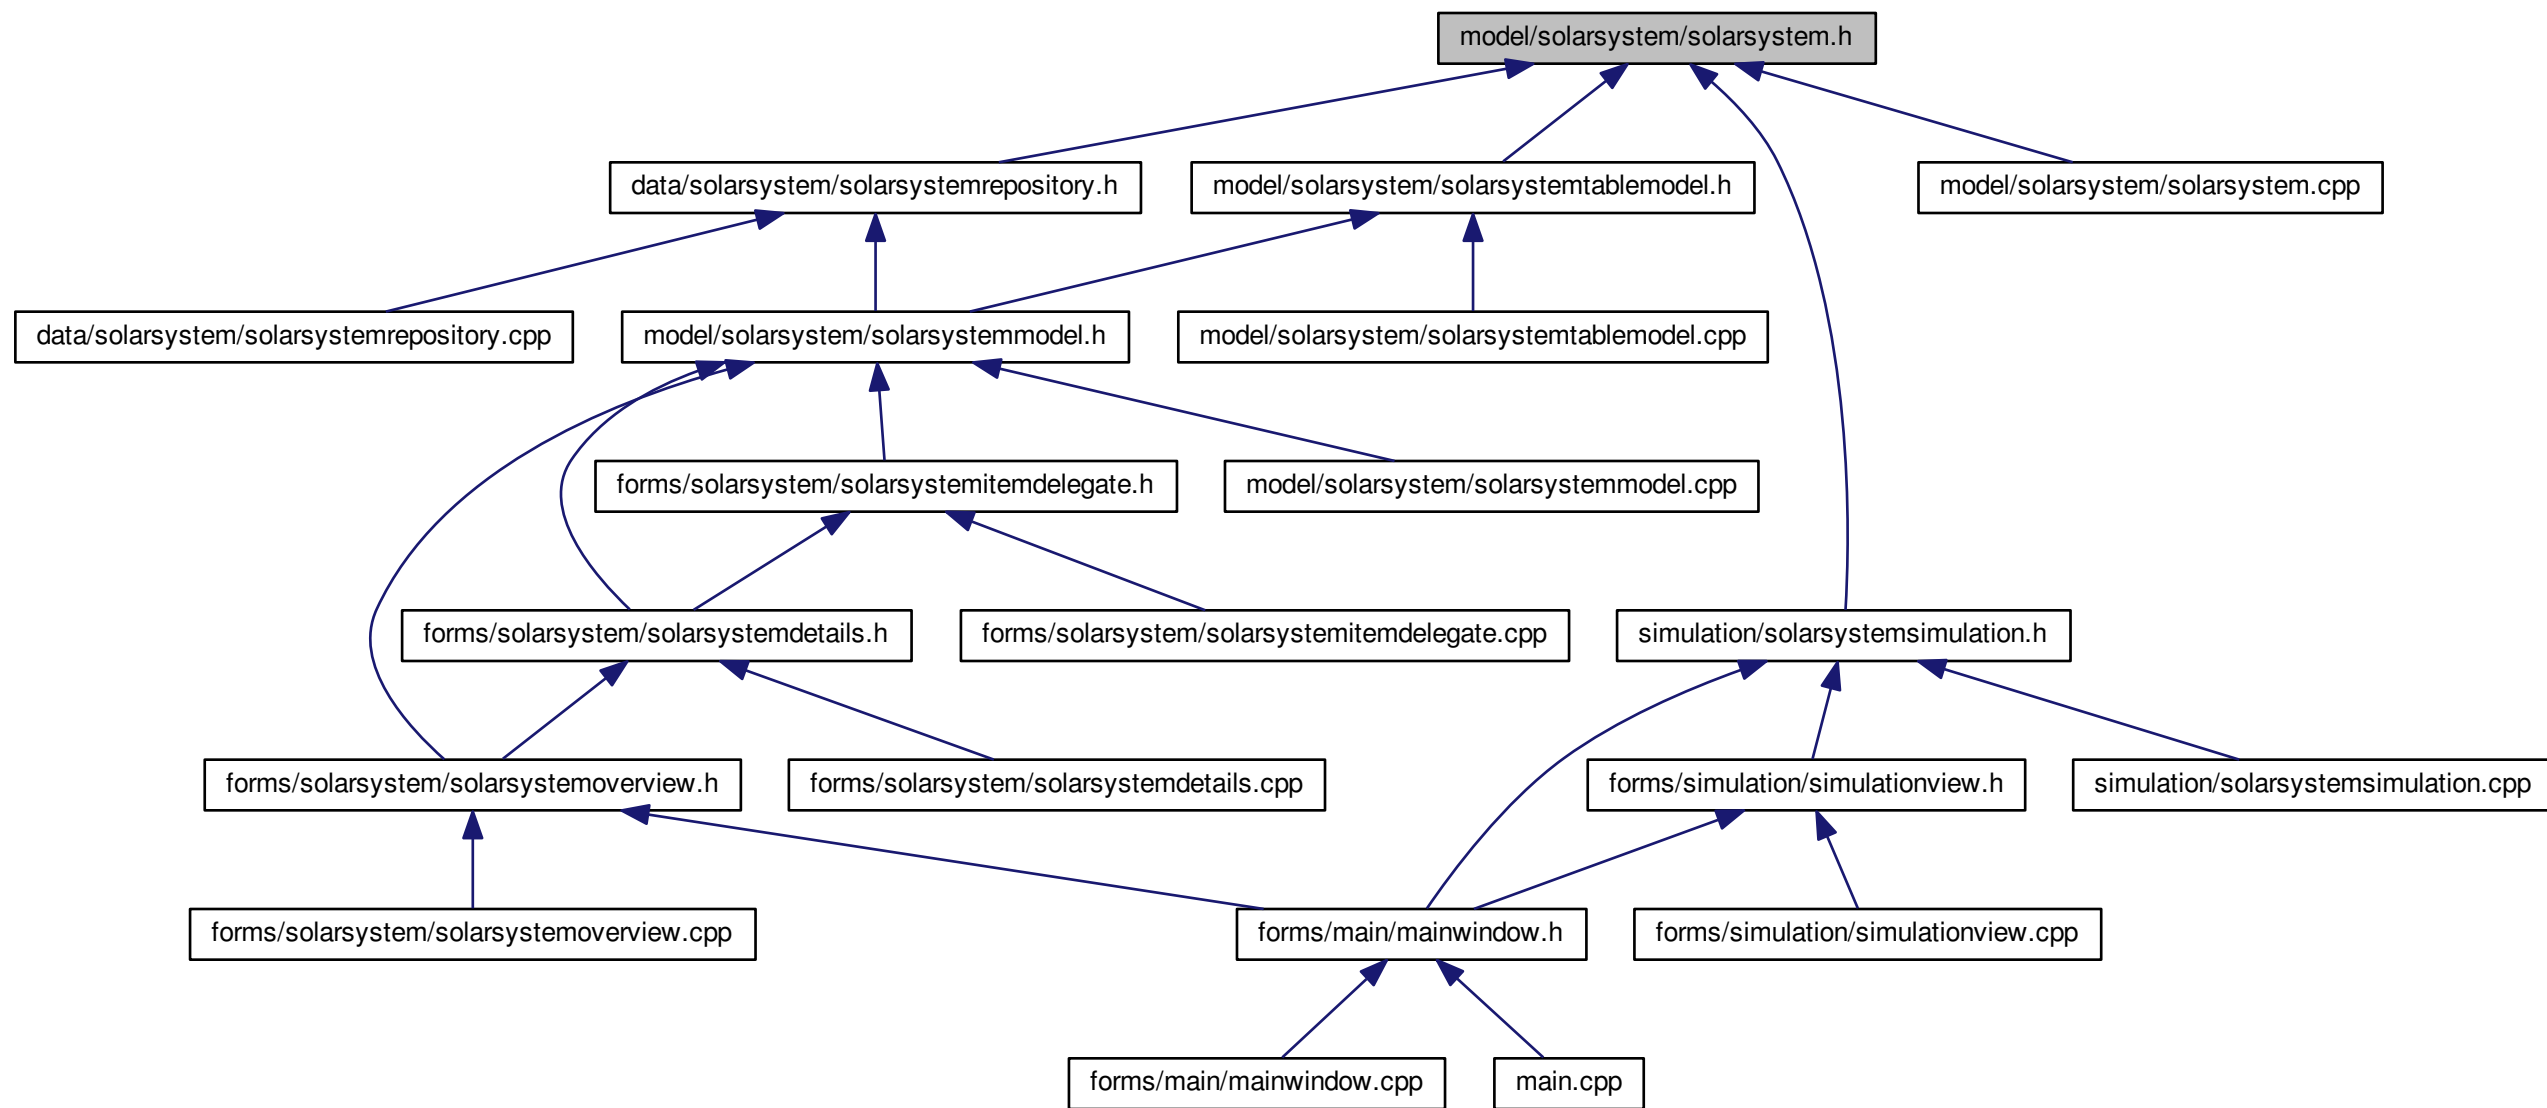 model/solarsystem/solarsystem.h
data/solarsystem/solarsystemrepository.h
model/solarsystem/solarsystemtablemodel.h
model/solarsystem/solarsystem.cpp
data/solarsystem/solarsystemrepository.cpp
model/solarsystem/solarsystemmodel.h
model/solarsystem/solarsystemtablemodel.cpp
forms/solarsystem/solarsystemitemdelegate.h
model/solarsystem/solarsystemmodel.cpp
forms/solarsystem/solarsystemdetails.h
forms/solarsystem/solarsystemitemdelegate.cpp
simulation/solarsystemsimulation.h
forms/solarsystem/solarsystemoverview.h
forms/solarsystem/solarsystemdetails.cpp
forms/simulation/simulationview.h
simulation/solarsystemsimulation.cpp
forms/solarsystem/solarsystemoverview.cpp
forms/main/mainwindow.h
forms/simulation/simulationview.cpp
forms/main/mainwindow.cpp
main.cpp